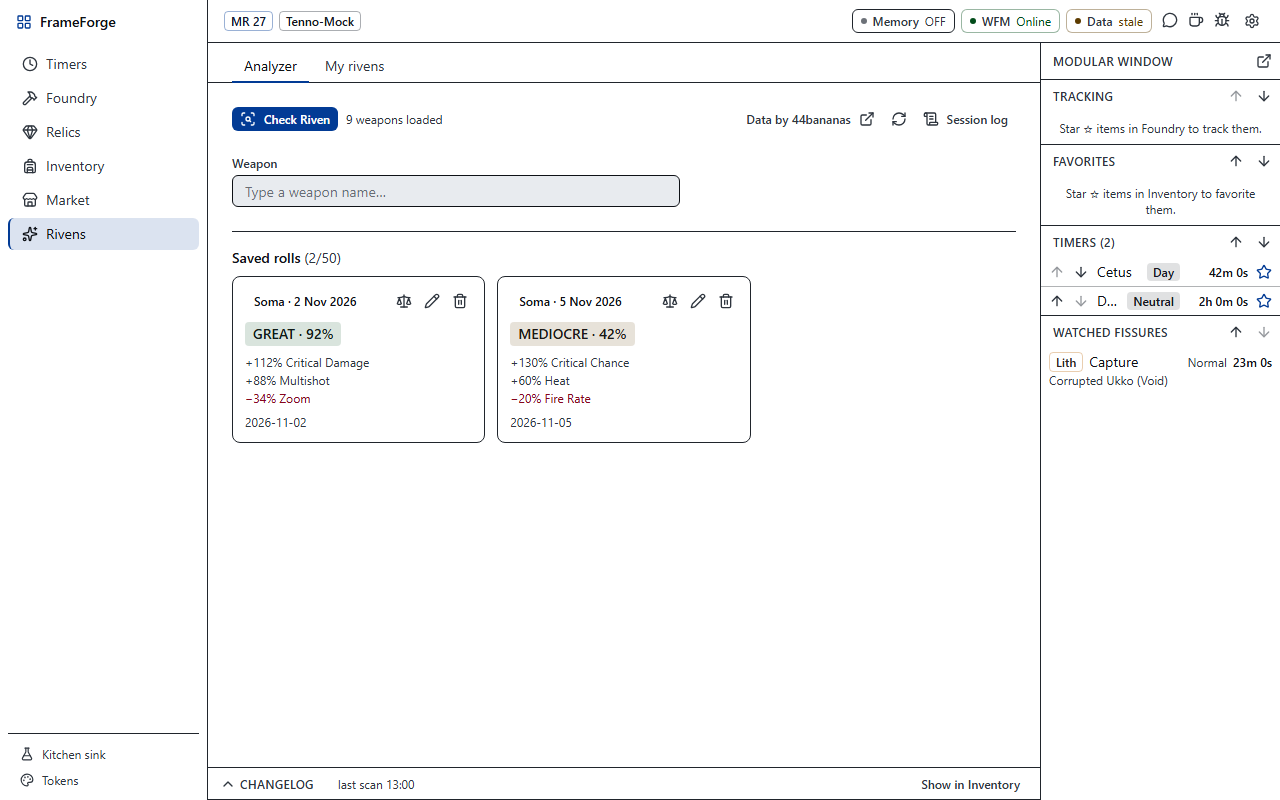 FrameForge
MR 27
Tenno-Mock
Memory OFF
WFM Online
Data stale
Timers
Foundry
Relics
Inventory
Market
Rivens
Kitchen sink
Tokens
Analyzer
My rivens
Check Riven
9 weapons loaded
Data by 44bananas
Session log
Weapon
Type a weapon name...
Saved rolls (2/50)
Soma · 2 Nov 2026
GREAT · 92%
+112% Critical Damage
+88% Multishot
−34% Zoom
2026-11-02
Soma · 5 Nov 2026
MEDIOCRE · 42%
+130% Critical Chance
+60% Heat
−20% Fire Rate
2026-11-05
CHANGELOG
last scan 13:00
Show in Inventory
MODULAR WINDOW
TRACKING
Star ☆ items in Foundry to track them.
FAVORITES
Star ☆ items in Inventory to favorite
them.
TIMERS (2)
Cetus Day 42m 0s
D... Neutral 2h 0m 0s
WATCHED FISSURES
Lith Capture Normal 23m 0s
Corrupted Ukko (Void)